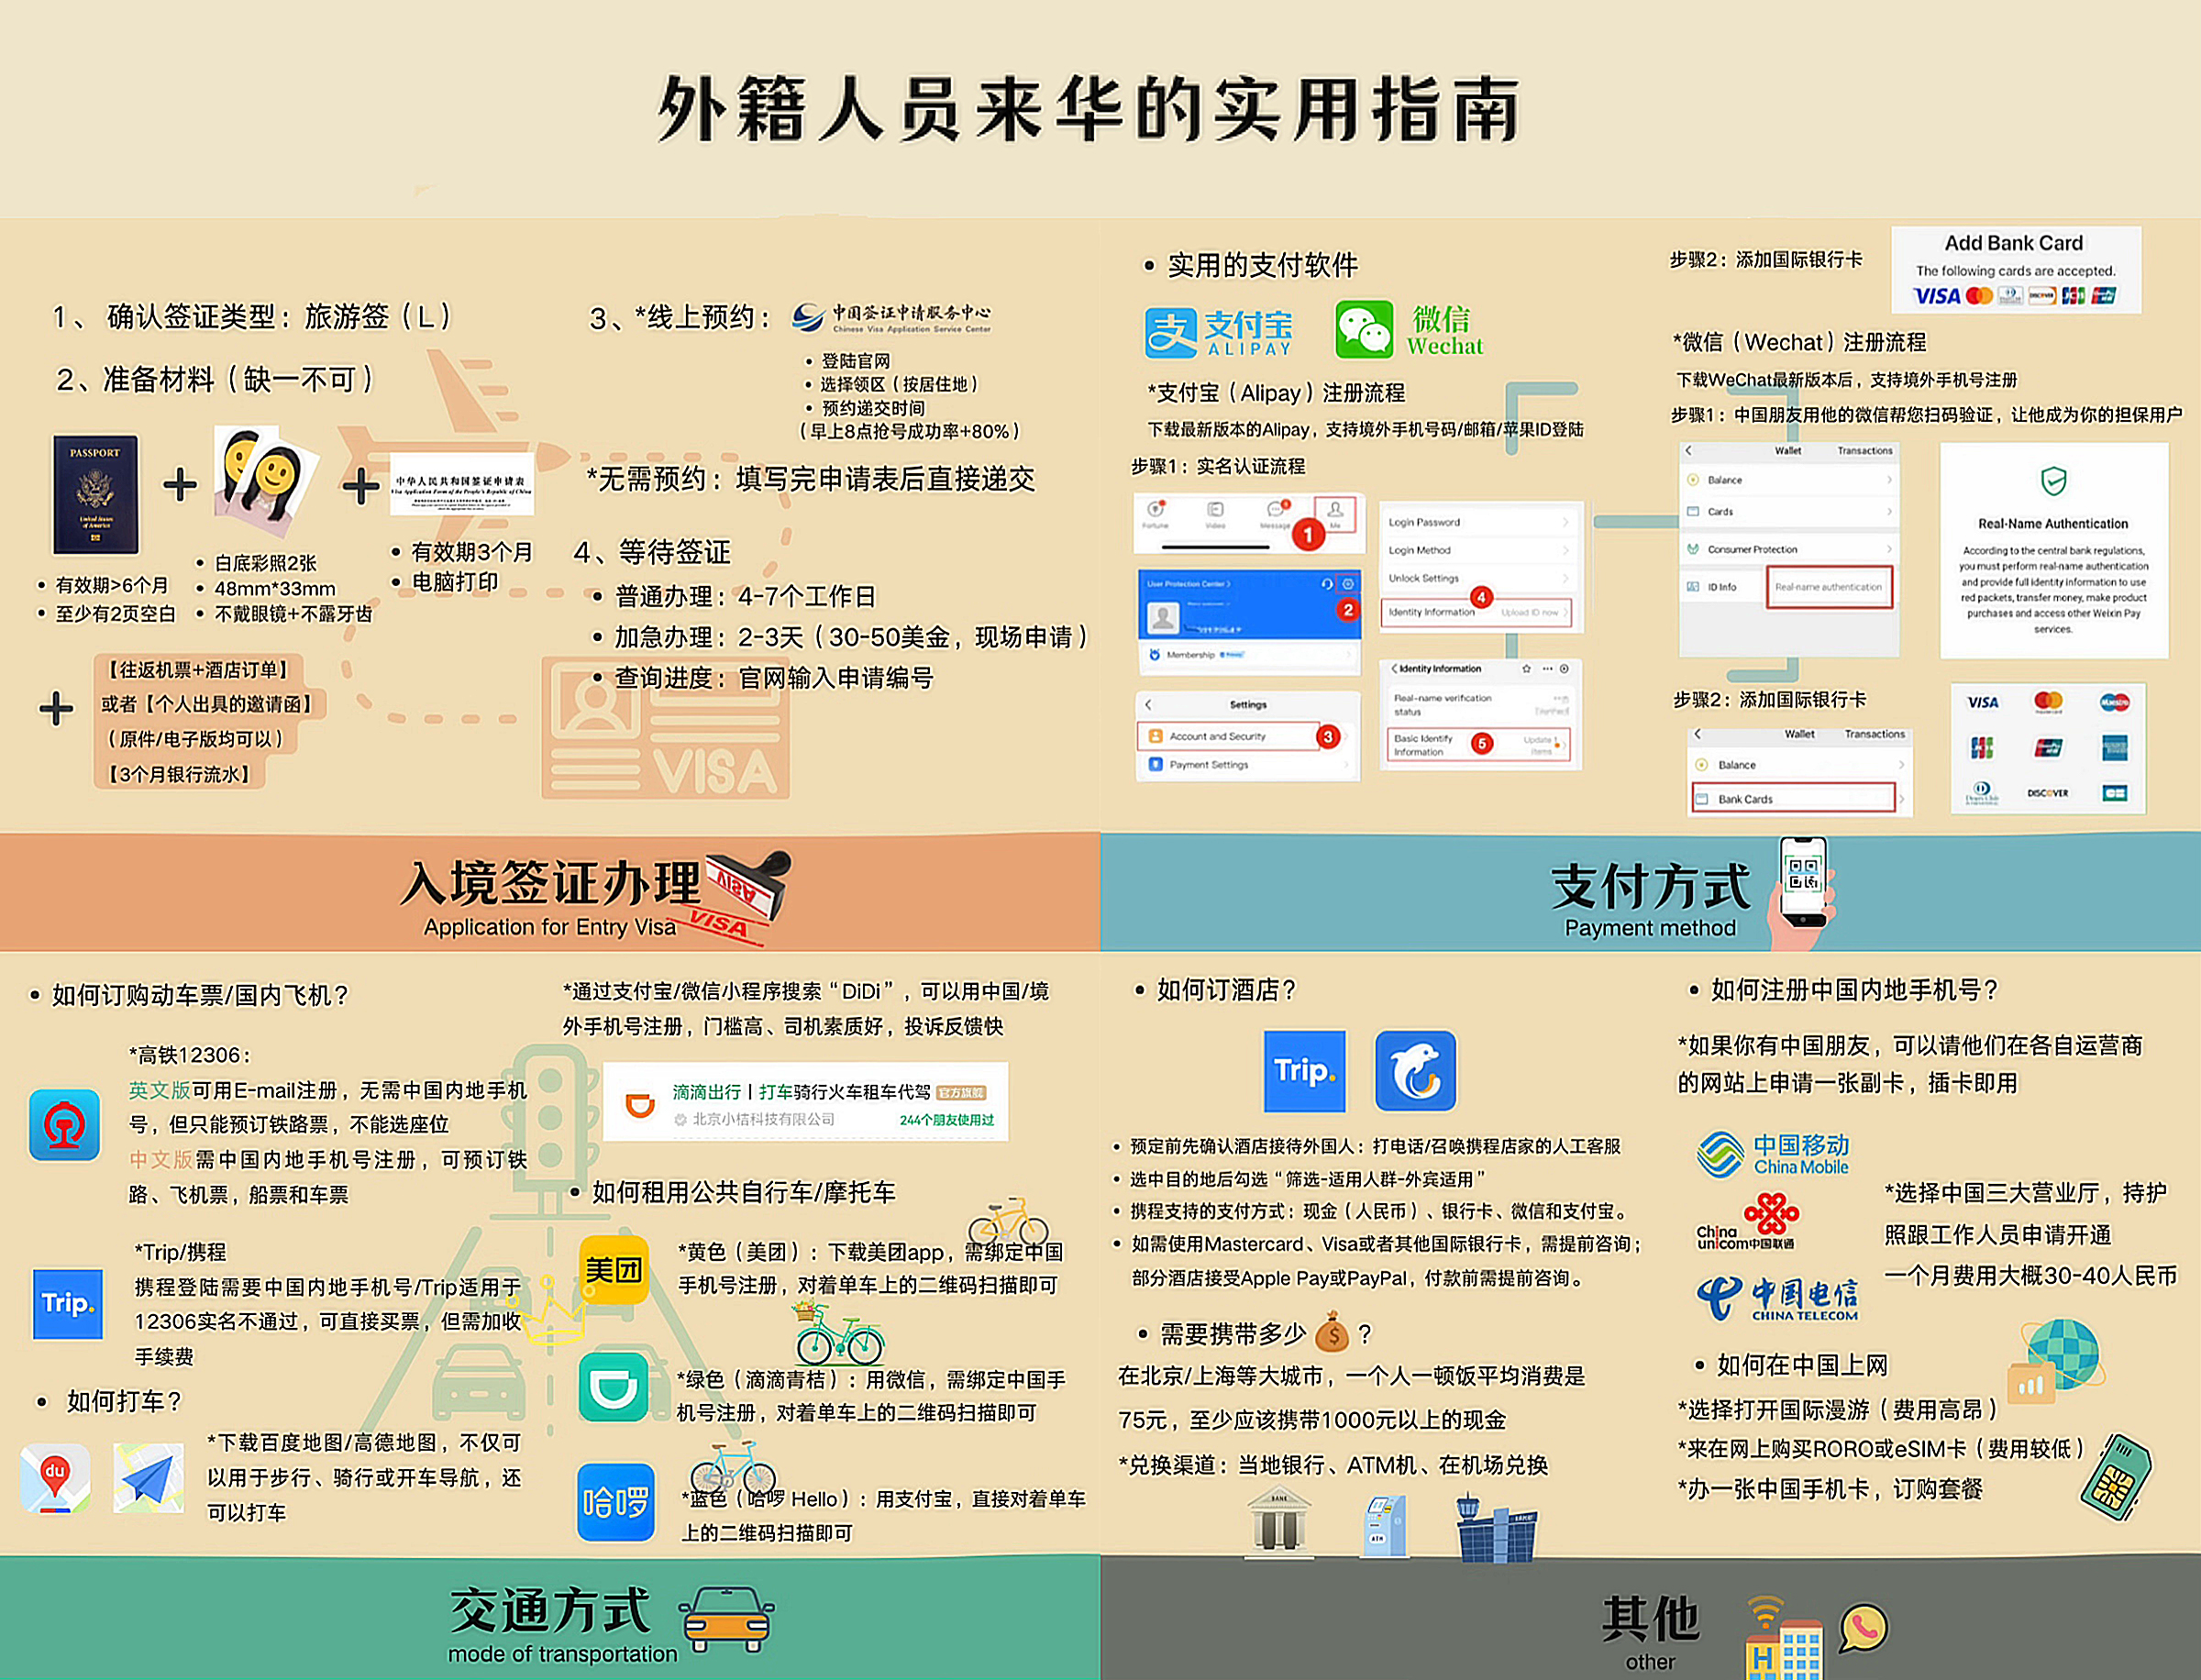 外籍人员来华的实用指南
1、 确认签证类型：旅游签（L）
2、准备材料（缺一不可）
PASSPORT
United States
of America
中华人民共和国签证申请表
Visa Application Form of the People's Republic of China
• 有效期>6个月
• 至少有2页空白
• 白底彩照2张
• 48mm*33mm
• 不戴眼镜+不露牙齿
• 有效期3个月
• 电脑打印
【往返机票+酒店订单】
或者【个人出具的邀请函】
（原件/电子版均可以）
【3个月银行流水】
3、*线上预约：
中国签证申请服务中心
Chinese Visa Application Service Center
• 登陆官网
• 选择领区（按居住地）
• 预约递交时间
（早上8点抢号成功率+80%）
*无需预约：填写完申请表后直接递交
4、等待签证
• 普通办理：4-7个工作日
• 加急办理：2-3天（30-50美金，现场申请）
• 查询进度：官网输入申请编号
VISA
入境签证办理
Application for Entry Visa
VISA
VISA
• 实用的支付软件
支付宝
ALIPAY
微信
Wechat
*支付宝（Alipay）注册流程
下载最新版本的Alipay，支持境外手机号码/邮箱/苹果ID登陆
步骤1：实名认证流程
Fortune
Video
Message
Me
1
User Protection Center
2
Membership
Settings
Account and Security
3
Payment Settings
Login Password
Login Method
Unlock Settings
Identity Information
4
Upload ID now
Identity Information
Real-name verification
status
Basic Identify
Information
5
Update 1
items
步骤2：添加国际银行卡
Add Bank Card
The following cards are accepted.
VISA
DISCOVER
JCB
*微信（Wechat）注册流程
下载WeChat最新版本后，支持境外手机号注册
步骤1：中国朋友用他的微信帮您扫码验证，让他成为你的担保用户
Wallet
Transactions
Balance
Cards
Consumer Protection
ID Info
Real-name authentication
Real-Name Authentication
According to the central bank regulations,
you must perform real-name authentication
and provide full identity information to use
red packets, transfer money, make product
purchases and access other Weixin Pay
services.
步骤2：添加国际银行卡
Wallet
Transactions
Balance
Bank Cards
VISA
mastercard
Maestro
JCB
Diners Club
DISCOVER
支付方式
Payment method
• 如何订购动车票/国内飞机？
*高铁12306：
英文版可用E-mail注册，无需中国内地手机
号，但只能预订铁路票，不能选座位
中文版需中国内地手机号注册，可预订铁
路、飞机票，船票和车票
Trip.
*Trip/携程
携程登陆需要中国内地手机号/Trip适用于
12306实名不通过，可直接买票，但需加收
手续费
• 如何打车？
du
*下载百度地图/高德地图，不仅可
以用于步行、骑行或开车导航，还
可以打车
*通过支付宝/微信小程序搜索“DiDi”，可以用中国/境
外手机号注册，门槛高、司机素质好，投诉反馈快
滴滴出行丨打车骑行火车租车代驾 官方旗舰
北京小桔科技有限公司
244个朋友使用过
• 如何租用公共自行车/摩托车
美团
*黄色（美团）：下载美团app，需绑定中国
手机号注册，对着单车上的二维码扫描即可
*绿色（滴滴青桔）：用微信，需绑定中国手
机号注册，对着单车上的二维码扫描即可
哈啰
*蓝色（哈啰 Hello）：用支付宝，直接对着单车
上的二维码扫描即可
交通方式
mode of transportation
• 如何订酒店？
Trip.
• 预定前先确认酒店接待外国人：打电话/召唤携程店家的人工客服
• 选中目的地后勾选“筛选-适用人群-外宾适用”
• 携程支持的支付方式：现金（人民币）、银行卡、微信和支付宝。
• 如需使用Mastercard、Visa或者其他国际银行卡，需提前咨询；
部分酒店接受Apple Pay或PayPal，付款前需提前咨询。
• 需要携带多少？
在北京/上海等大城市，一个人一顿饭平均消费是
75元，至少应该携带1000元以上的现金
*兑换渠道：当地银行、ATM机、在机场兑换
BANK
ATM
• 如何注册中国内地手机号？
*如果你有中国朋友，可以请他们在各自运营商
的网站上申请一张副卡，插卡即用
中国移动
China Mobile
China
unicom中国联通
中国电信
CHINA TELECOM
*选择中国三大营业厅，持护
照跟工作人员申请开通
一个月费用大概30-40人民币
• 如何在中国上网
*选择打开国际漫游（费用高昂）
*来在网上购买RORO或eSIM卡（费用较低）
*办一张中国手机卡，订购套餐
其他
other
H